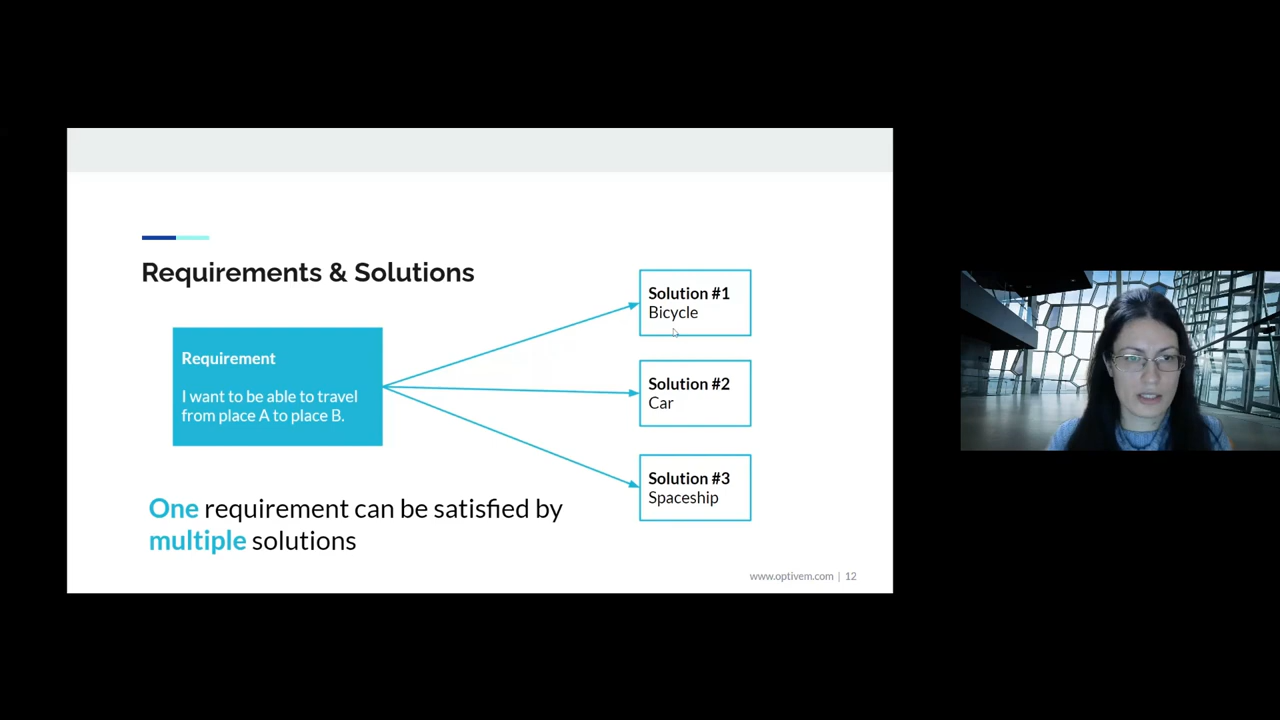 Requirements & Solutions
Requirement
I want to be able to travel
from place A to place B.
Solution #1
Bicycle
Solution #2
Car
Solution #3
Spaceship
One requirement can be satisfied by
multiple solutions
www.optivem.com | 12